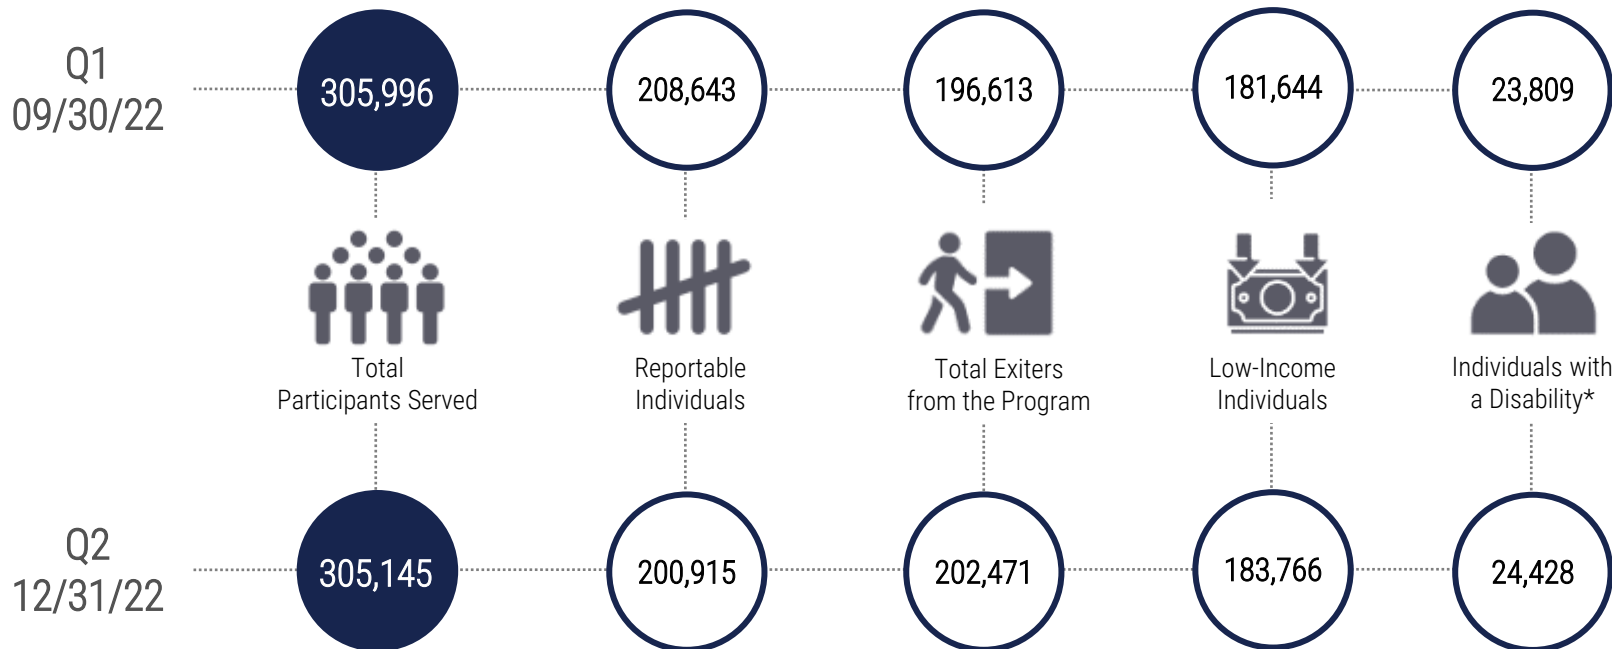 Q1
09/30/22
305,996
208,643
196,613
181,644
23,809
Total
Participants Served
Reportable
Individuals
Total Exiters
from the Program
Low-Income
Individuals
Individuals with
a Disability*
Q2
12/31/22
305,145
200,915
202,471
183,766
24,428